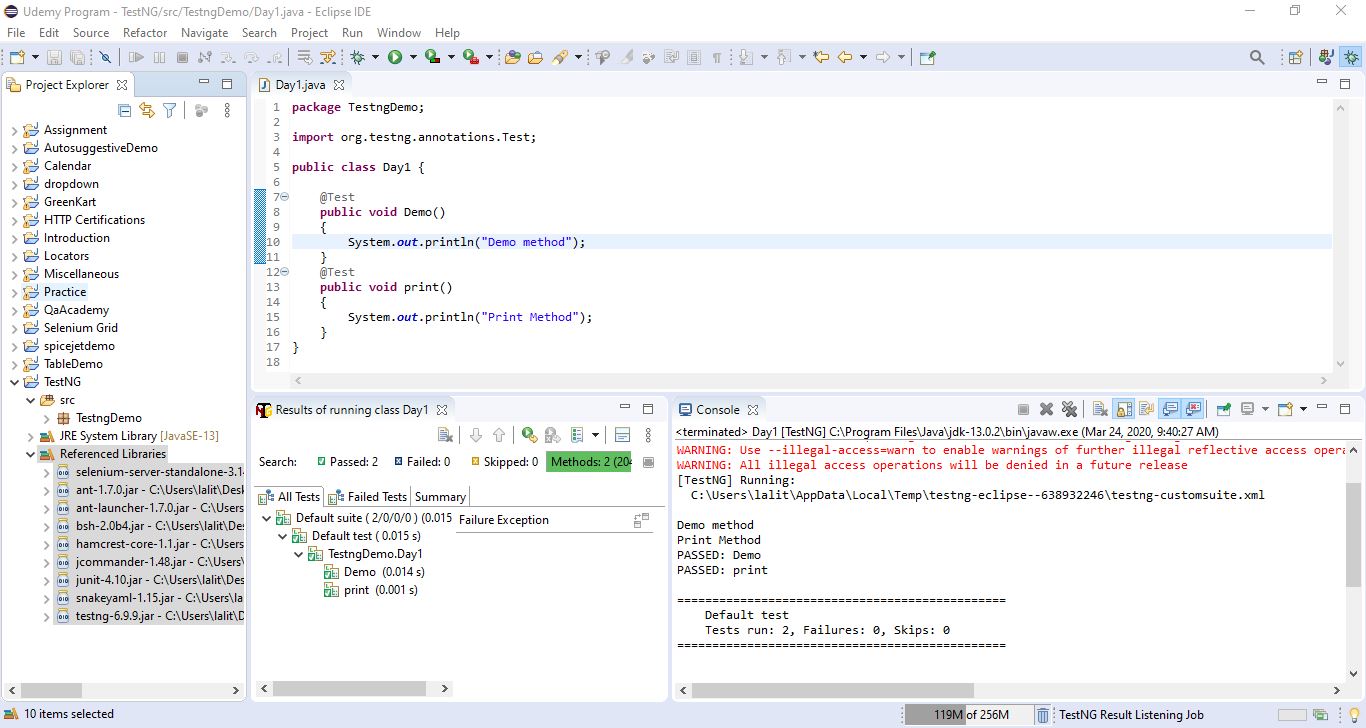 Udemy Program - TestNG/src/TestngDemo/Day1.java - Eclipse IDE
File Edit Source Refactor Navigate Search Project Run Window Help
Project Explorer
Assignment
AutosuggestiveDemo
Calendar
dropdown
GreenKart
HTTP Certifications
Introduction
Locators
Miscellaneous
Practice
QaAcademy
Selenium Grid
spicejetdemo
TableDemo
TestNG
src
TestngDemo
JRE System Library [JavaSE-13]
Referenced Libraries
selenium-server-standalone-3.1
ant-1.7.0.jar - C:\Users\lalit\Desk
ant-launcher-1.7.0.jar - C:\Users
bsh-2.0b4.jar - C:\Users\lalit\Des
hamcrest-core-1.1.jar - C:\Users\
jcommander-1.48.jar - C:\Users\
junit-4.10.jar - C:\Users\lalit\Des
snakeyaml-1.15.jar - C:\Users\la
testng-6.9.9.jar - C:\Users\lalit\D
Day1.java
1 package TestngDemo;
2
3 import org.testng.annotations.Test;
4
5 public class Day1 {
6
7 @Test
8 public void Demo()
9 {
10 System.out.println("Demo method");
11 }
12 @Test
13 public void print()
14 {
15 System.out.println("Print Method");
16 }
17 }
18
Results of running class Day1
Search: Passed: 2 Failed: 0 Skipped: 0 Methods: 2 (204
All Tests Failed Tests Summary
Default suite ( 2/0/0/0 ) (0.015
Failure Exception
Default test ( 0.015 s)
TestngDemo.Day1
Demo (0.014 s)
print (0.001 s)
Console
<terminated> Day1 [TestNG] C:\Program Files\Java\jdk-13.0.2\bin\javaw.exe (Mar 24, 2020, 9:40:27 AM)
WARNING: Use --illegal-access=warn to enable warnings of further illegal reflective access opera
WARNING: All illegal access operations will be denied in a future release
[TestNG] Running:
C:\Users\lalit\AppData\Local\Temp\testng-eclipse--638932246\testng-customsuite.xml
Demo method
Print Method
PASSED: Demo
PASSED: print
===============================================
Default test
Tests run: 2, Failures: 0, Skips: 0
===============================================
10 items selected
119M of 256M
TestNG Result Listening Job